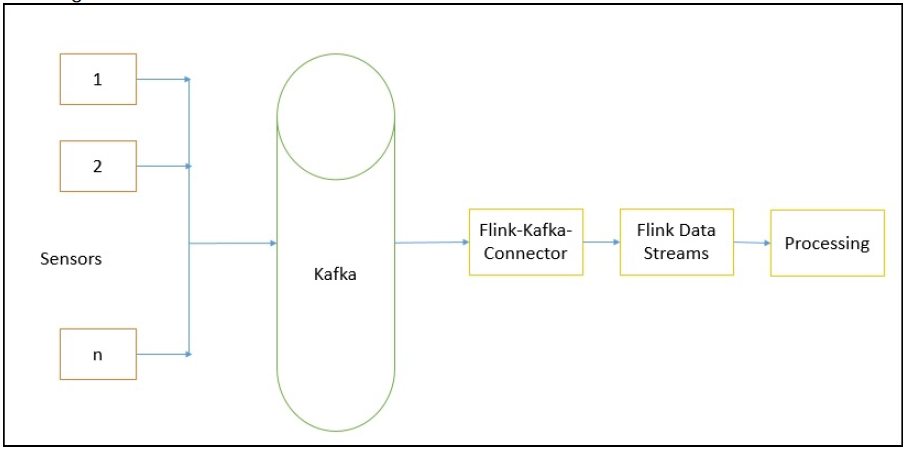 1
2
Sensors
n
Kafka
Flink-Kafka-
Connector
Flink Data
Streams
Processing